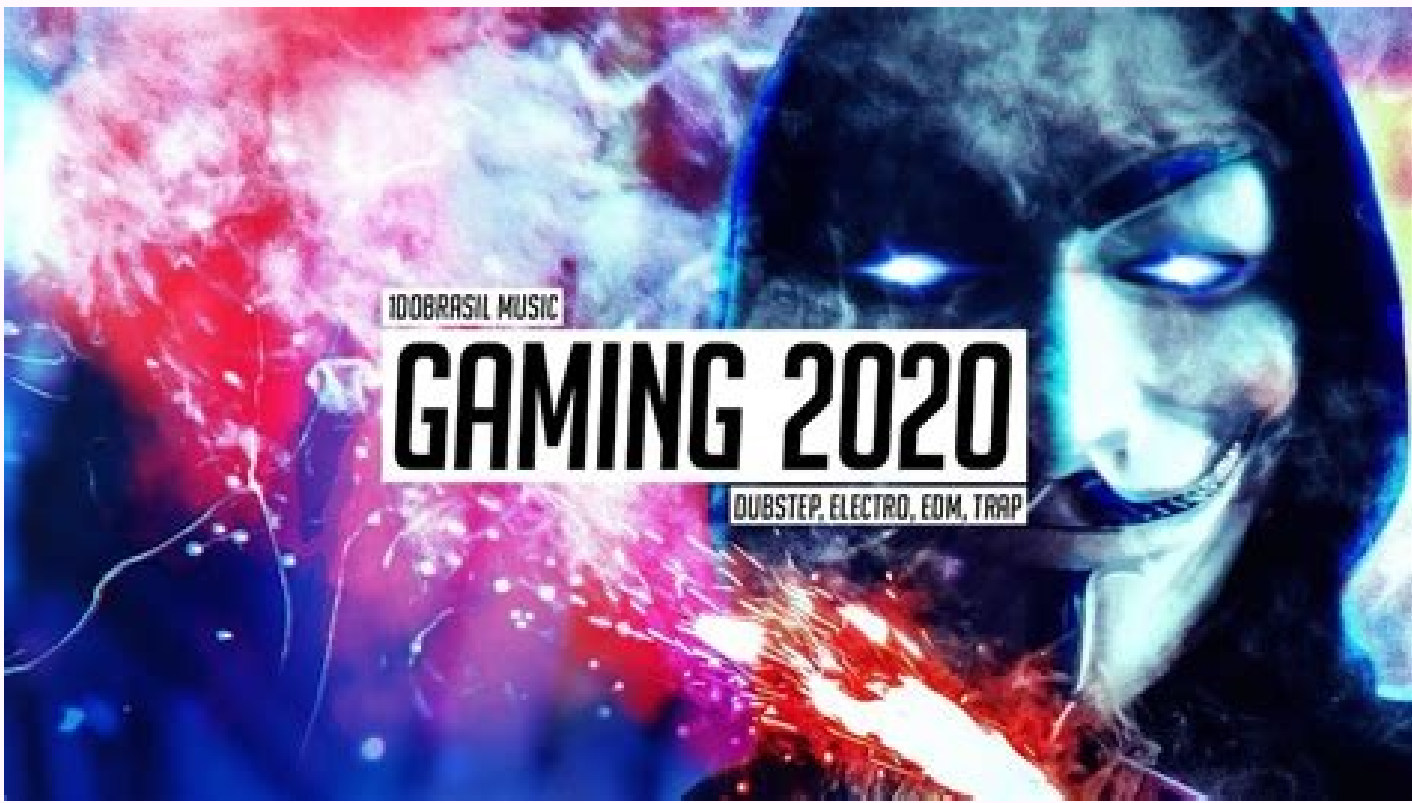 100BRASIL MUSIC
GAMING 2020
DUBSTEP, ELECTRO, EDM, TRAP